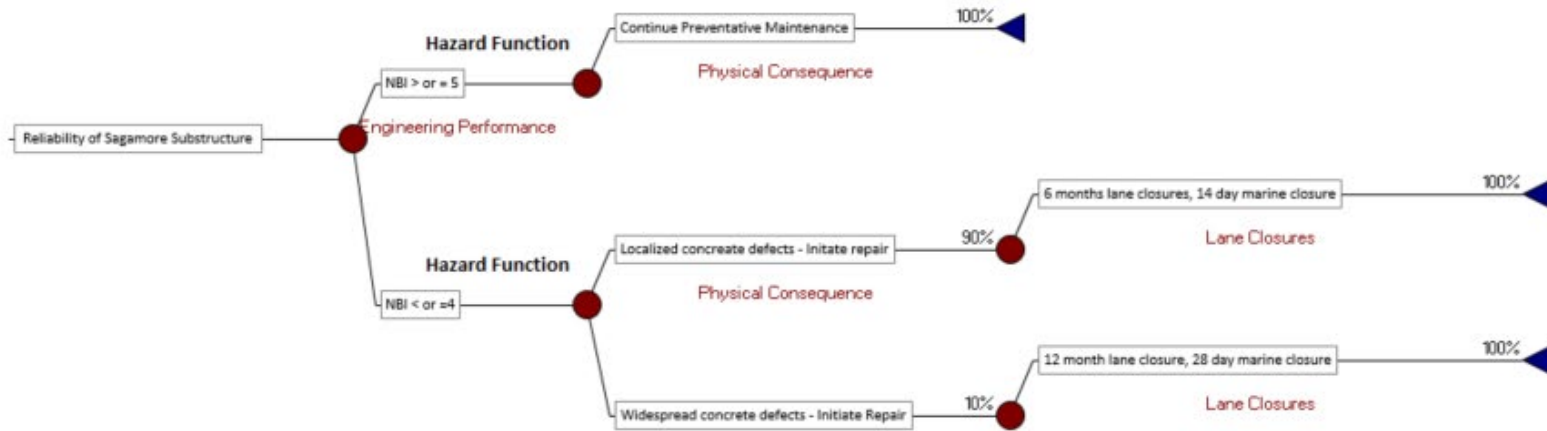 Continue Preventative Maintenance
100%
Hazard Function
Physical Consequence
NBI > or = 5
Engineering Performance
Reliability of Sagamore Substructure
6 months lane closures, 14 day marine closure
100%
Lane Closures
Localized concreate defects - Initate repair
90%
Hazard Function
Physical Consequence
NBI < or =4
12 month lane closure, 28 day marine closure
100%
Lane Closures
Widespread concrete defects - Initiate Repair
10%